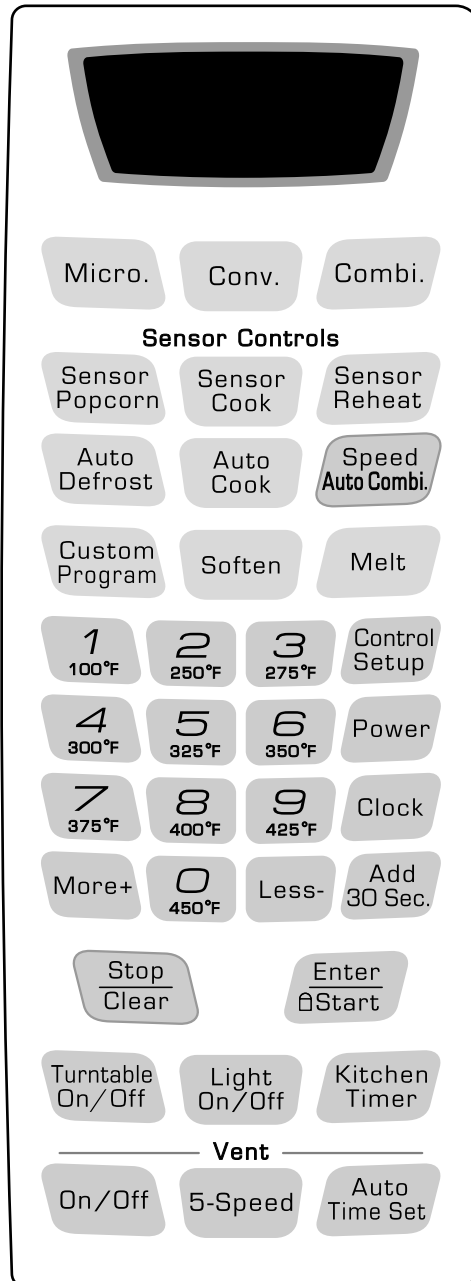 Micro.
Conv.
Combi.
Sensor Controls
Sensor
Popcorn
Sensor
Cook
Sensor
Reheat
Auto
Defrost
Auto
Cook
Speed
Auto Combi.
Custom
Program
Soften
Melt
1
100°F
2
250°F
3
275°F
Control
Setup
4
300°F
5
325°F
6
350°F
Power
7
375°F
8
400°F
9
425°F
Clock
More+
0
450°F
Less-
Add
30 Sec.
Stop
Clear
Enter
Start
Turntable
On/Off
Light
On/Off
Kitchen
Timer
Vent
On/Off
5-Speed
Auto
Time Set